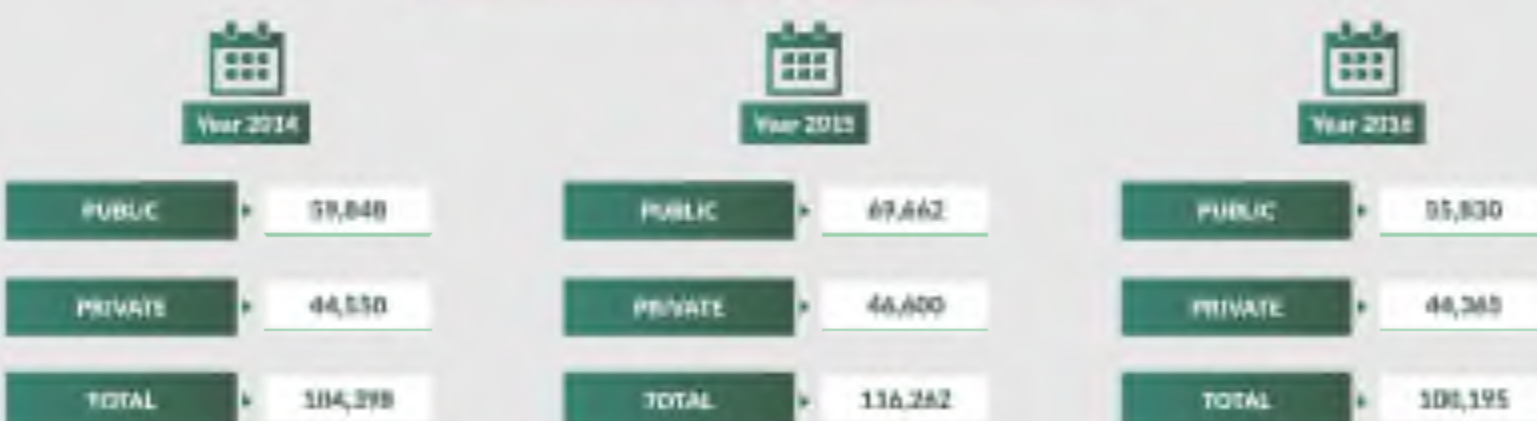 Year 2014 Year 2015 Year 2016
PUBLIC 59,848 PUBLIC 69,662 PUBLIC 55,830
PRIVATE 44,550 PRIVATE 46,600 PRIVATE 44,365
TOTAL 104,398 TOTAL 116,262 TOTAL 100,195